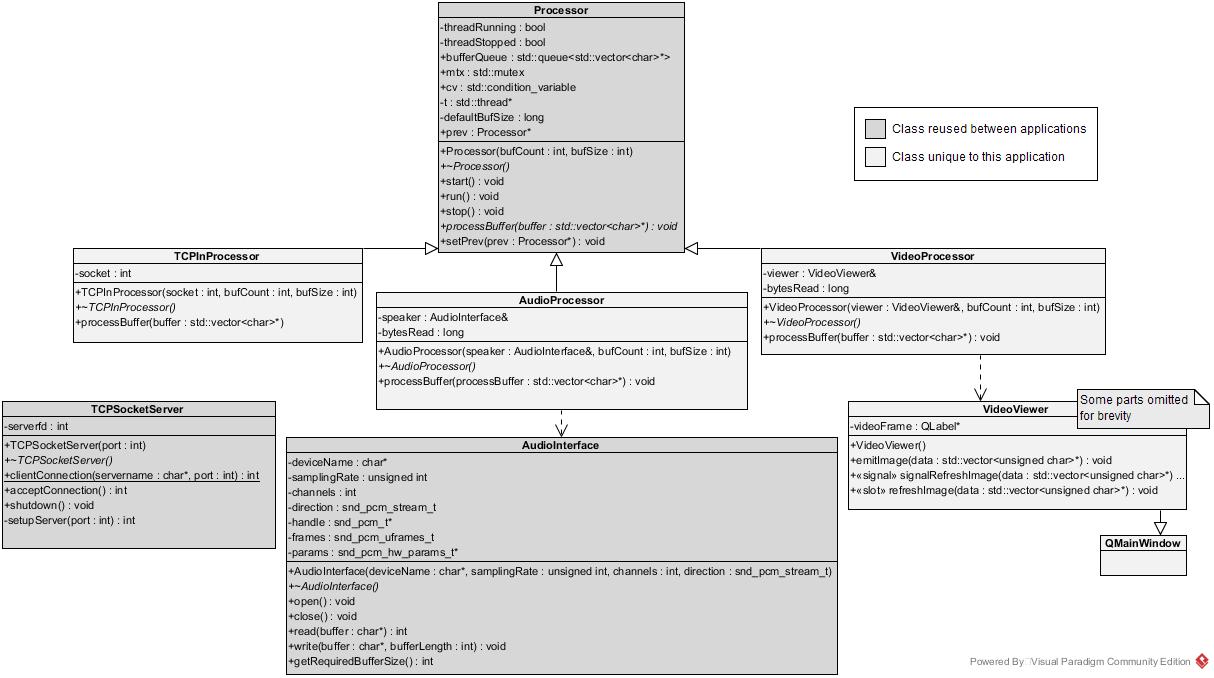 Processor
-threadRunning : bool
-threadStopped : bool
+bufferQueue : std::queue<std::vector<char>*>
+mtx : std::mutex
+cv : std::condition_variable
-t : std::thread*
-defaultBufSize : long
+prev : Processor*
+Processor(bufCount : int, bufSize : int)
+~Processor()
+start() : void
+run() : void
+stop() : void
+processBuffer(buffer : std::vector<char>*) : void
+setPrev(prev : Processor*) : void
Class reused between applications
Class unique to this application
TCPInProcessor
-socket : int
+TCPInProcessor(socket : int, bufCount : int, bufSize : int)
+~TCPInProcessor()
+processBuffer(buffer : std::vector<char>*)
AudioProcessor
-speaker : AudioInterface&
-bytesRead : long
+AudioProcessor(speaker : AudioInterface&, bufCount : int, bufSize : int)
+~AudioProcessor()
+processBuffer(processBuffer : std::vector<char>*) : void
VideoProcessor
-viewer : VideoViewer&
-bytesRead : long
+VideoProcessor(viewer : VideoViewer&, bufCount : int, bufSize : int)
+~VideoProcessor()
+processBuffer(buffer : std::vector<char>*) : void
TCPSocketServer
-serverfd : int
+TCPSocketServer(port : int)
+~TCPSocketServer()
+clientConnection(servername : char*, port : int) : int
+acceptConnection() : int
+shutdown() : void
-setupServer(port : int) : int
AudioInterface
-deviceName : char*
-samplingRate : unsigned int
-channels : int
-direction : snd_pcm_stream_t
-handle : snd_pcm_t*
-frames : snd_pcm_uframes_t
-params : snd_pcm_hw_params_t*
+AudioInterface(deviceName : char*, samplingRate : unsigned int, channels : int, direction : snd_pcm_stream_t)
+~AudioInterface()
+open() : void
+close() : void
+read(buffer : char*) : int
+write(buffer : char*, bufferLength : int) : void
+getRequiredBufferSize() : int
Some parts omitted
for brevity
VideoViewer
-videoFrame : QLabel*
+VideoViewer()
+emitImage(data : std::vector<unsigned char>*) : void
+«signal» signalRefreshImage(data : std::vector<unsigned char>*) ...
+«slot» refreshImage(data : std::vector<unsigned char>*) : void
QMainWindow
Powered By Visual Paradigm Community Edition